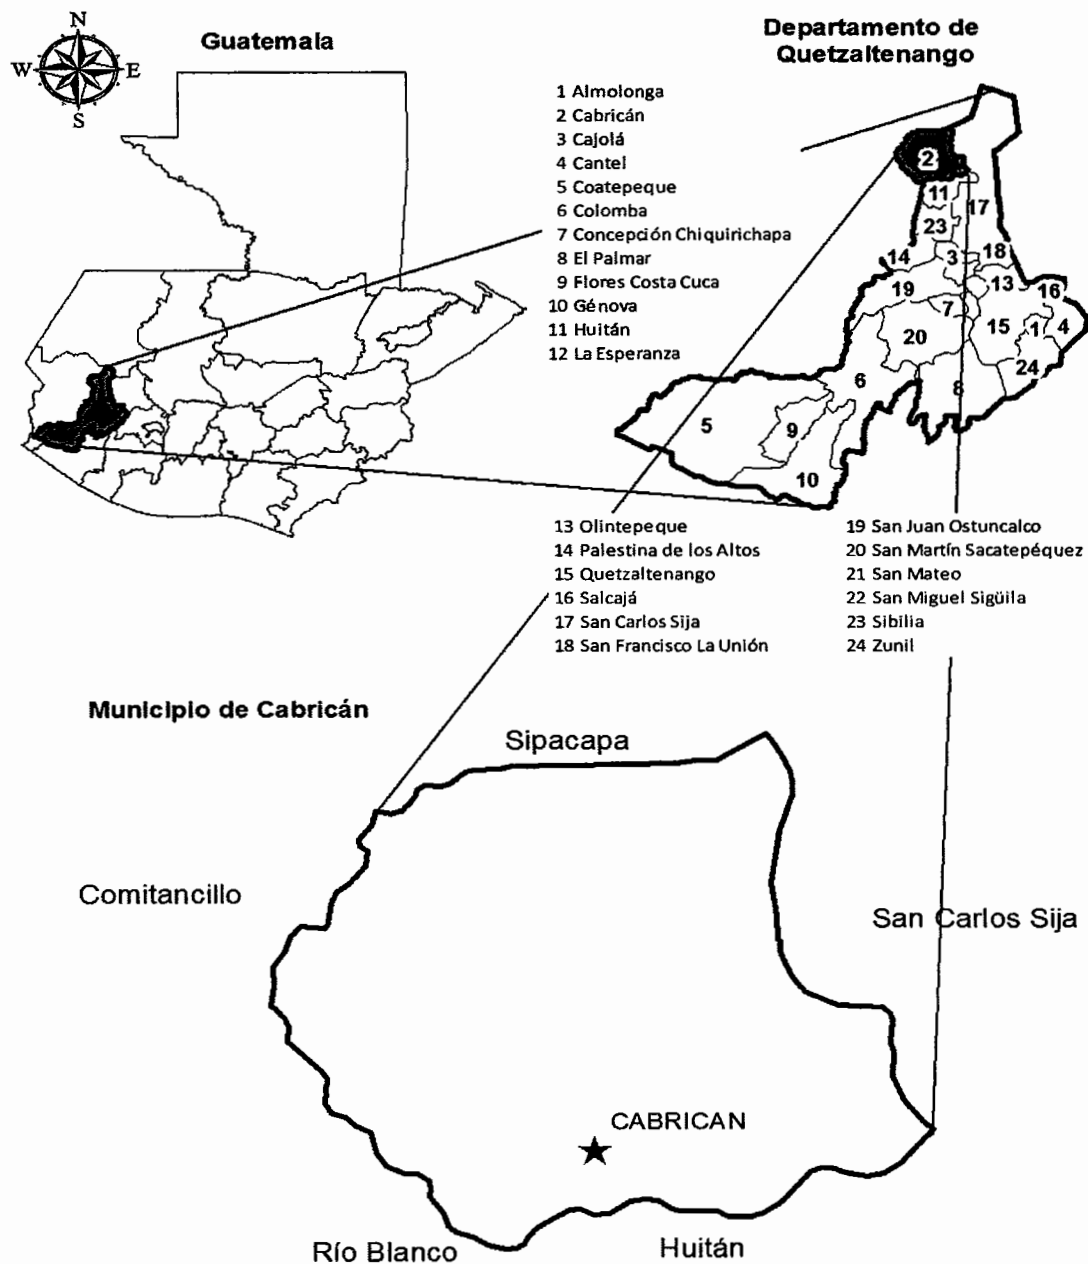 N
W E
S
Guatemala
Departamento de
Quetzaltenango
1 Almolonga
2 Cabricán
3 Cajolá
4 Cantel
5 Coatepeque
6 Colomba
7 Concepción Chiquirichapa
8 El Palmar
9 Flores Costa Cuca
10 Génova
11 Huitán
12 La Esperanza
2
11
17
23
14
3
18
19
13
16
7
20
15
1
4
24
6
8
5
9
10
13 Olintepeque
14 Palestina de los Altos
15 Quetzaltenango
16 Salcajá
17 San Carlos Sija
18 San Francisco La Unión
19 San Juan Ostuncalco
20 San Martín Sacatepéquez
21 San Mateo
22 San Miguel Sigüila
23 Sibilia
24 Zunil
Municipio de Cabricán
Sipacapa
Comitancillo
San Carlos Sija
CABRICAN
Río Blanco
Huitán